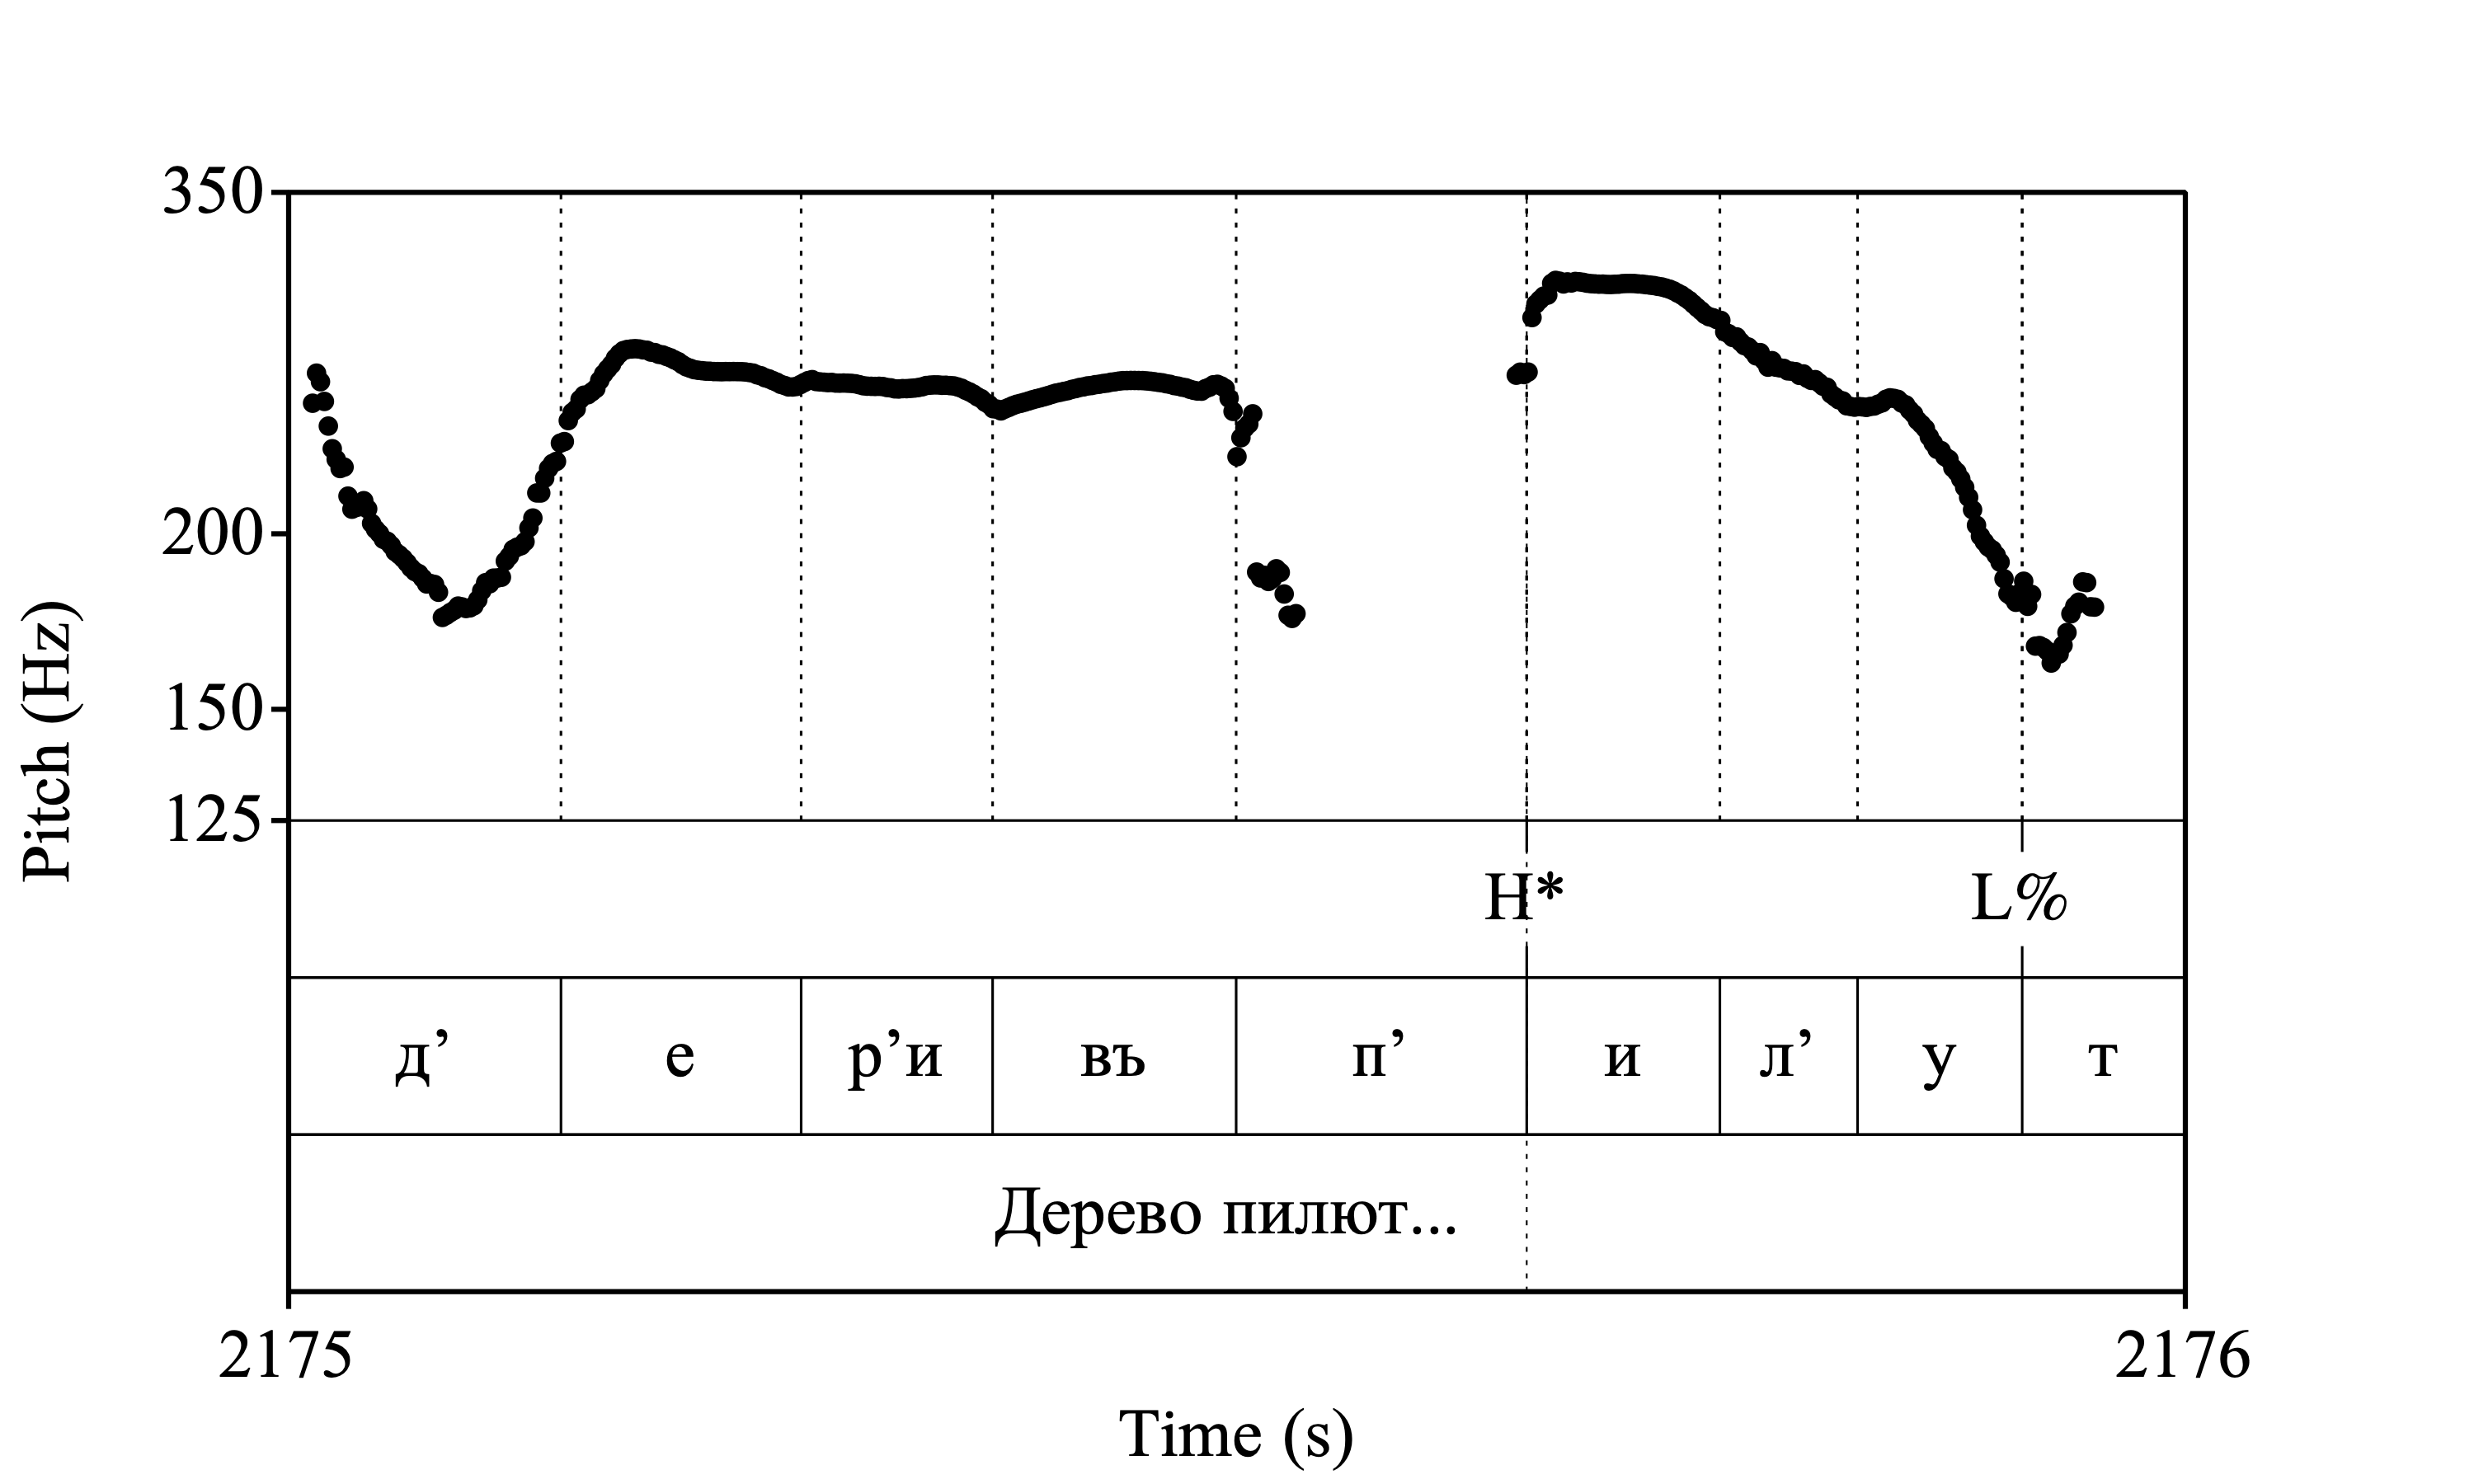 350
200
150
125
Pitch (Hz)
H* L%
д’ е р’и въ п’ и л’ у т
Дерево пилют...
2175 2176
Time (s)